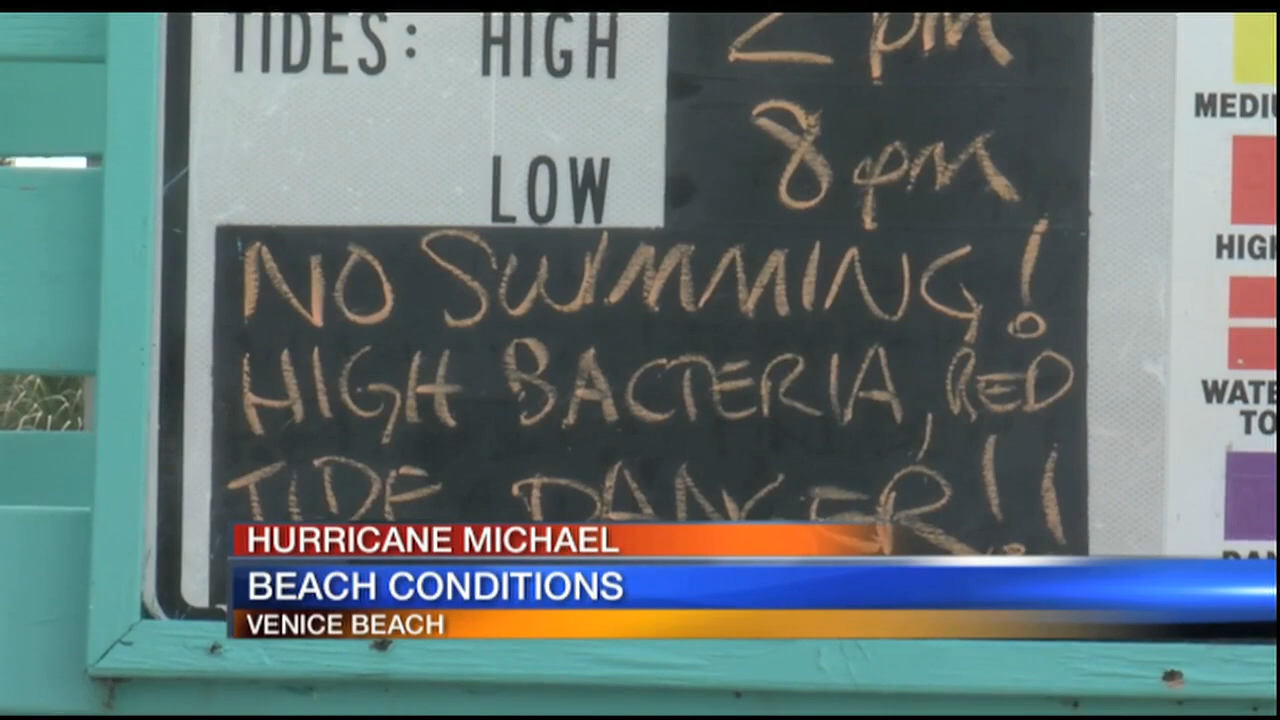 TIDES: HIGH 2 pm
LOW 8 pm
NO SWIMMING!
HIGH BACTERIA, RED
TIDE DANGER!!
MEDIU
HIGH
WATE
TO
HURRICANE MICHAEL
BEACH CONDITIONS
VENICE BEACH